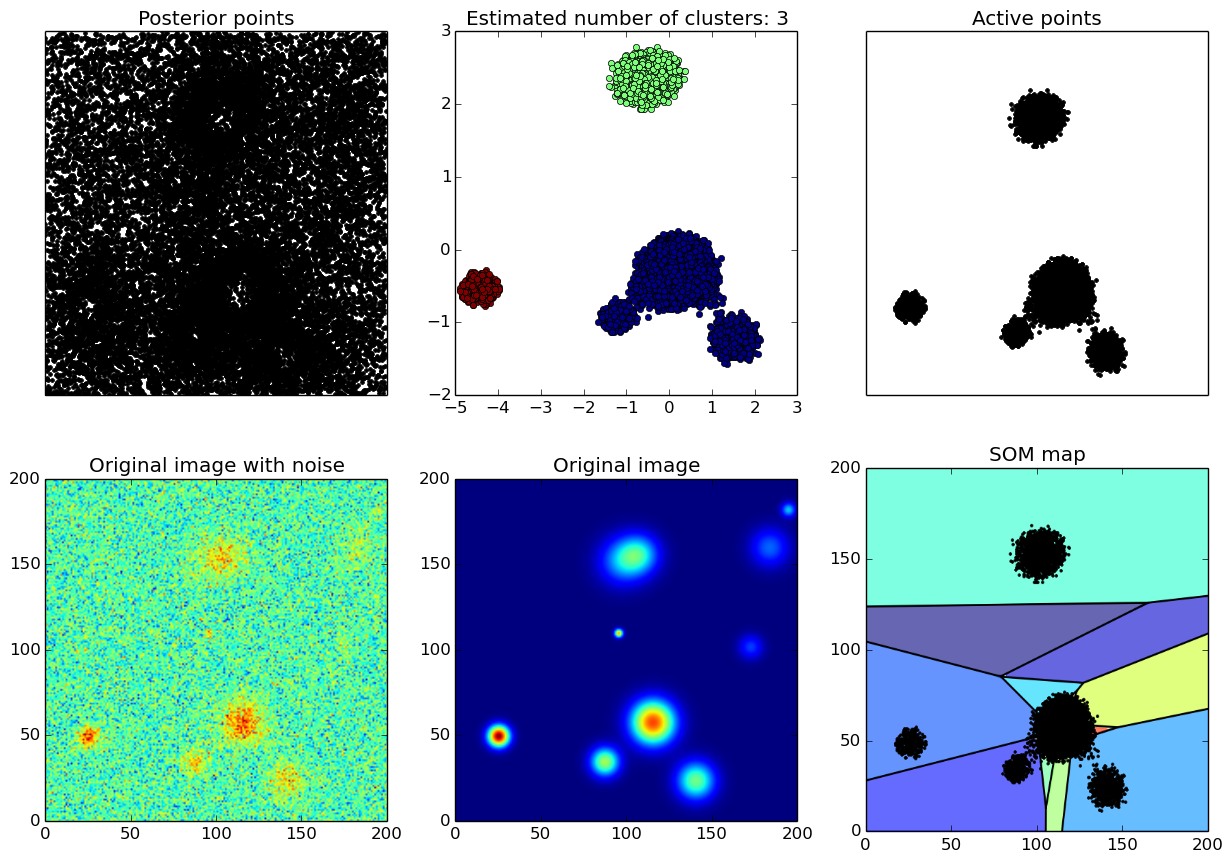 Posterior points
Estimated number of clusters: 3
Active points
3
2
1
0
−1
−2
−5 −4 −3 −2 −1 0 1 2 3
Original image with noise
Original image
SOM map
200
150
100
50
0
0 50 100 150 200
200
150
100
50
0
0 50 100 150 200
200
150
100
50
0
0 50 100 150 200